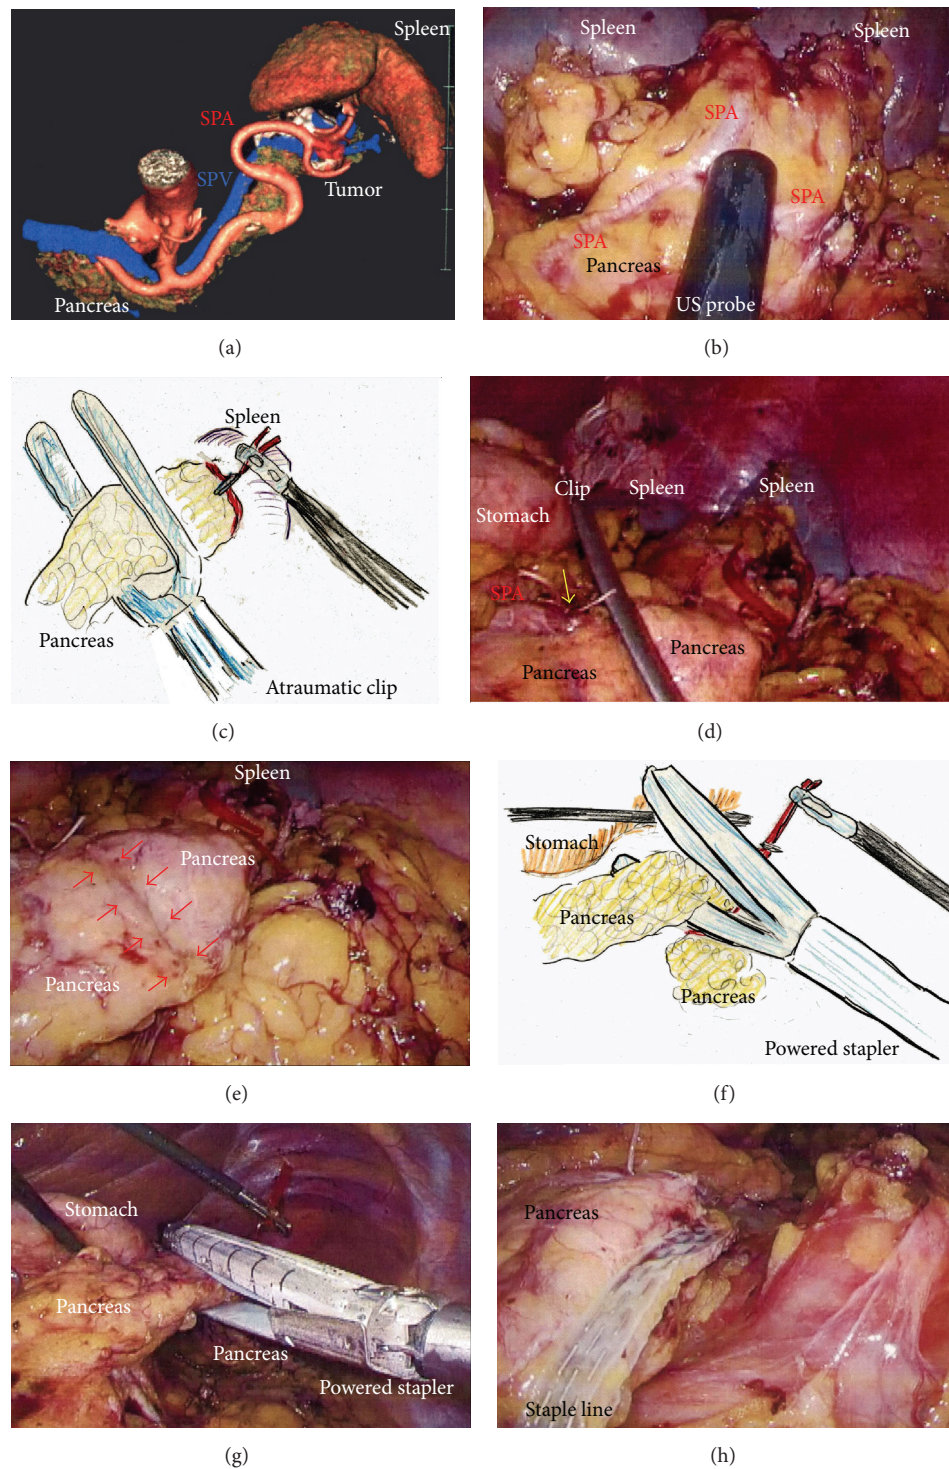 Spleen
SPA
SPV
Tumor
Pancreas
(a)
Spleen
Spleen
SPA
SPA
SPA
Pancreas
US probe
(b)
Spleen
Pancreas
Atraumatic clip
(c)
Clip
Spleen
Spleen
Stomach
SPA
Pancreas
Pancreas
(d)
Spleen
Pancreas
Pancreas
(e)
Stomach
Pancreas
Pancreas
Powered stapler
(f)
Stomach
Pancreas
Pancreas
Powered stapler
(g)
Pancreas
Staple line
(h)